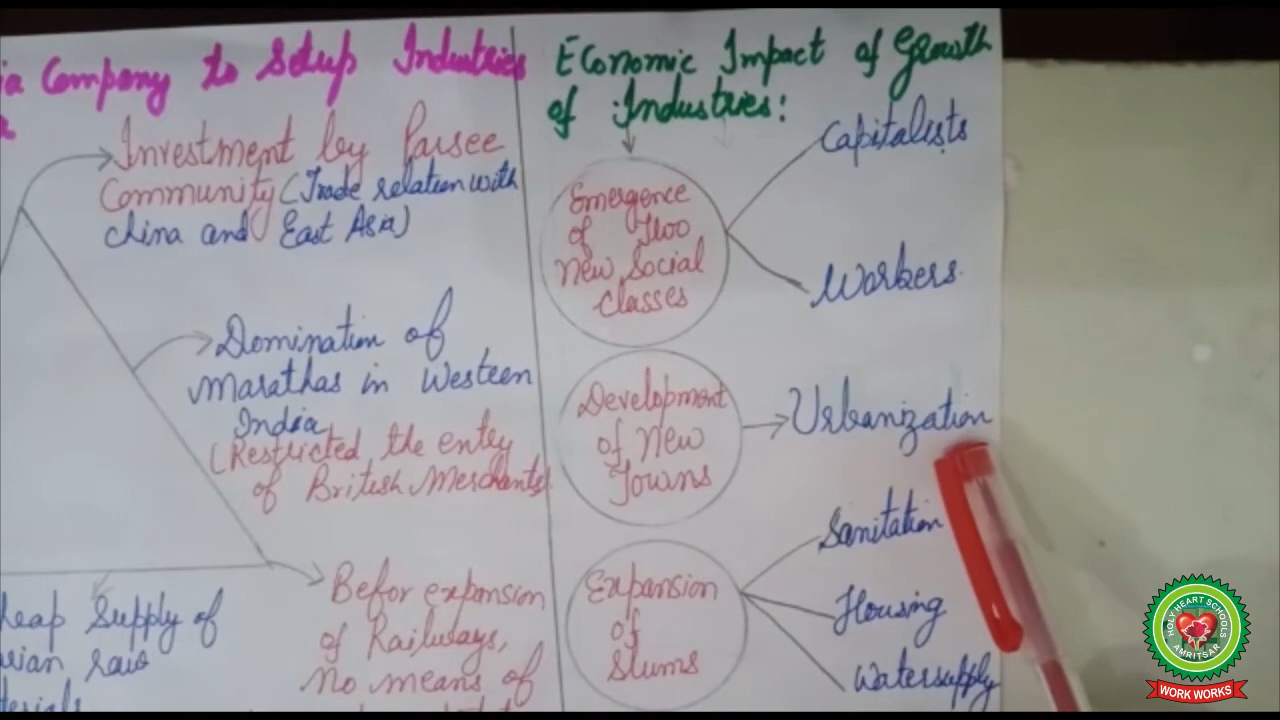 Company to Setup Industries
Investment by Parsee
Community (Trade relation with
China and East Asia)
Domination of
Marathas in Western
India
(Restricted the entry
of British Merchants)
Befor expansion
of Railways,
no means of
Supply of
Economic Impact of Growth
of Industries:
Emergence
of Two
New Social
Classes
Capitalists
Workers
Development
of New
Towns
Urbanization
Expansion
of
slums
Sanitation
Housing
Watersupply
HOLY HEART SCHOOLS
AMRITSAR
WORK WORKS